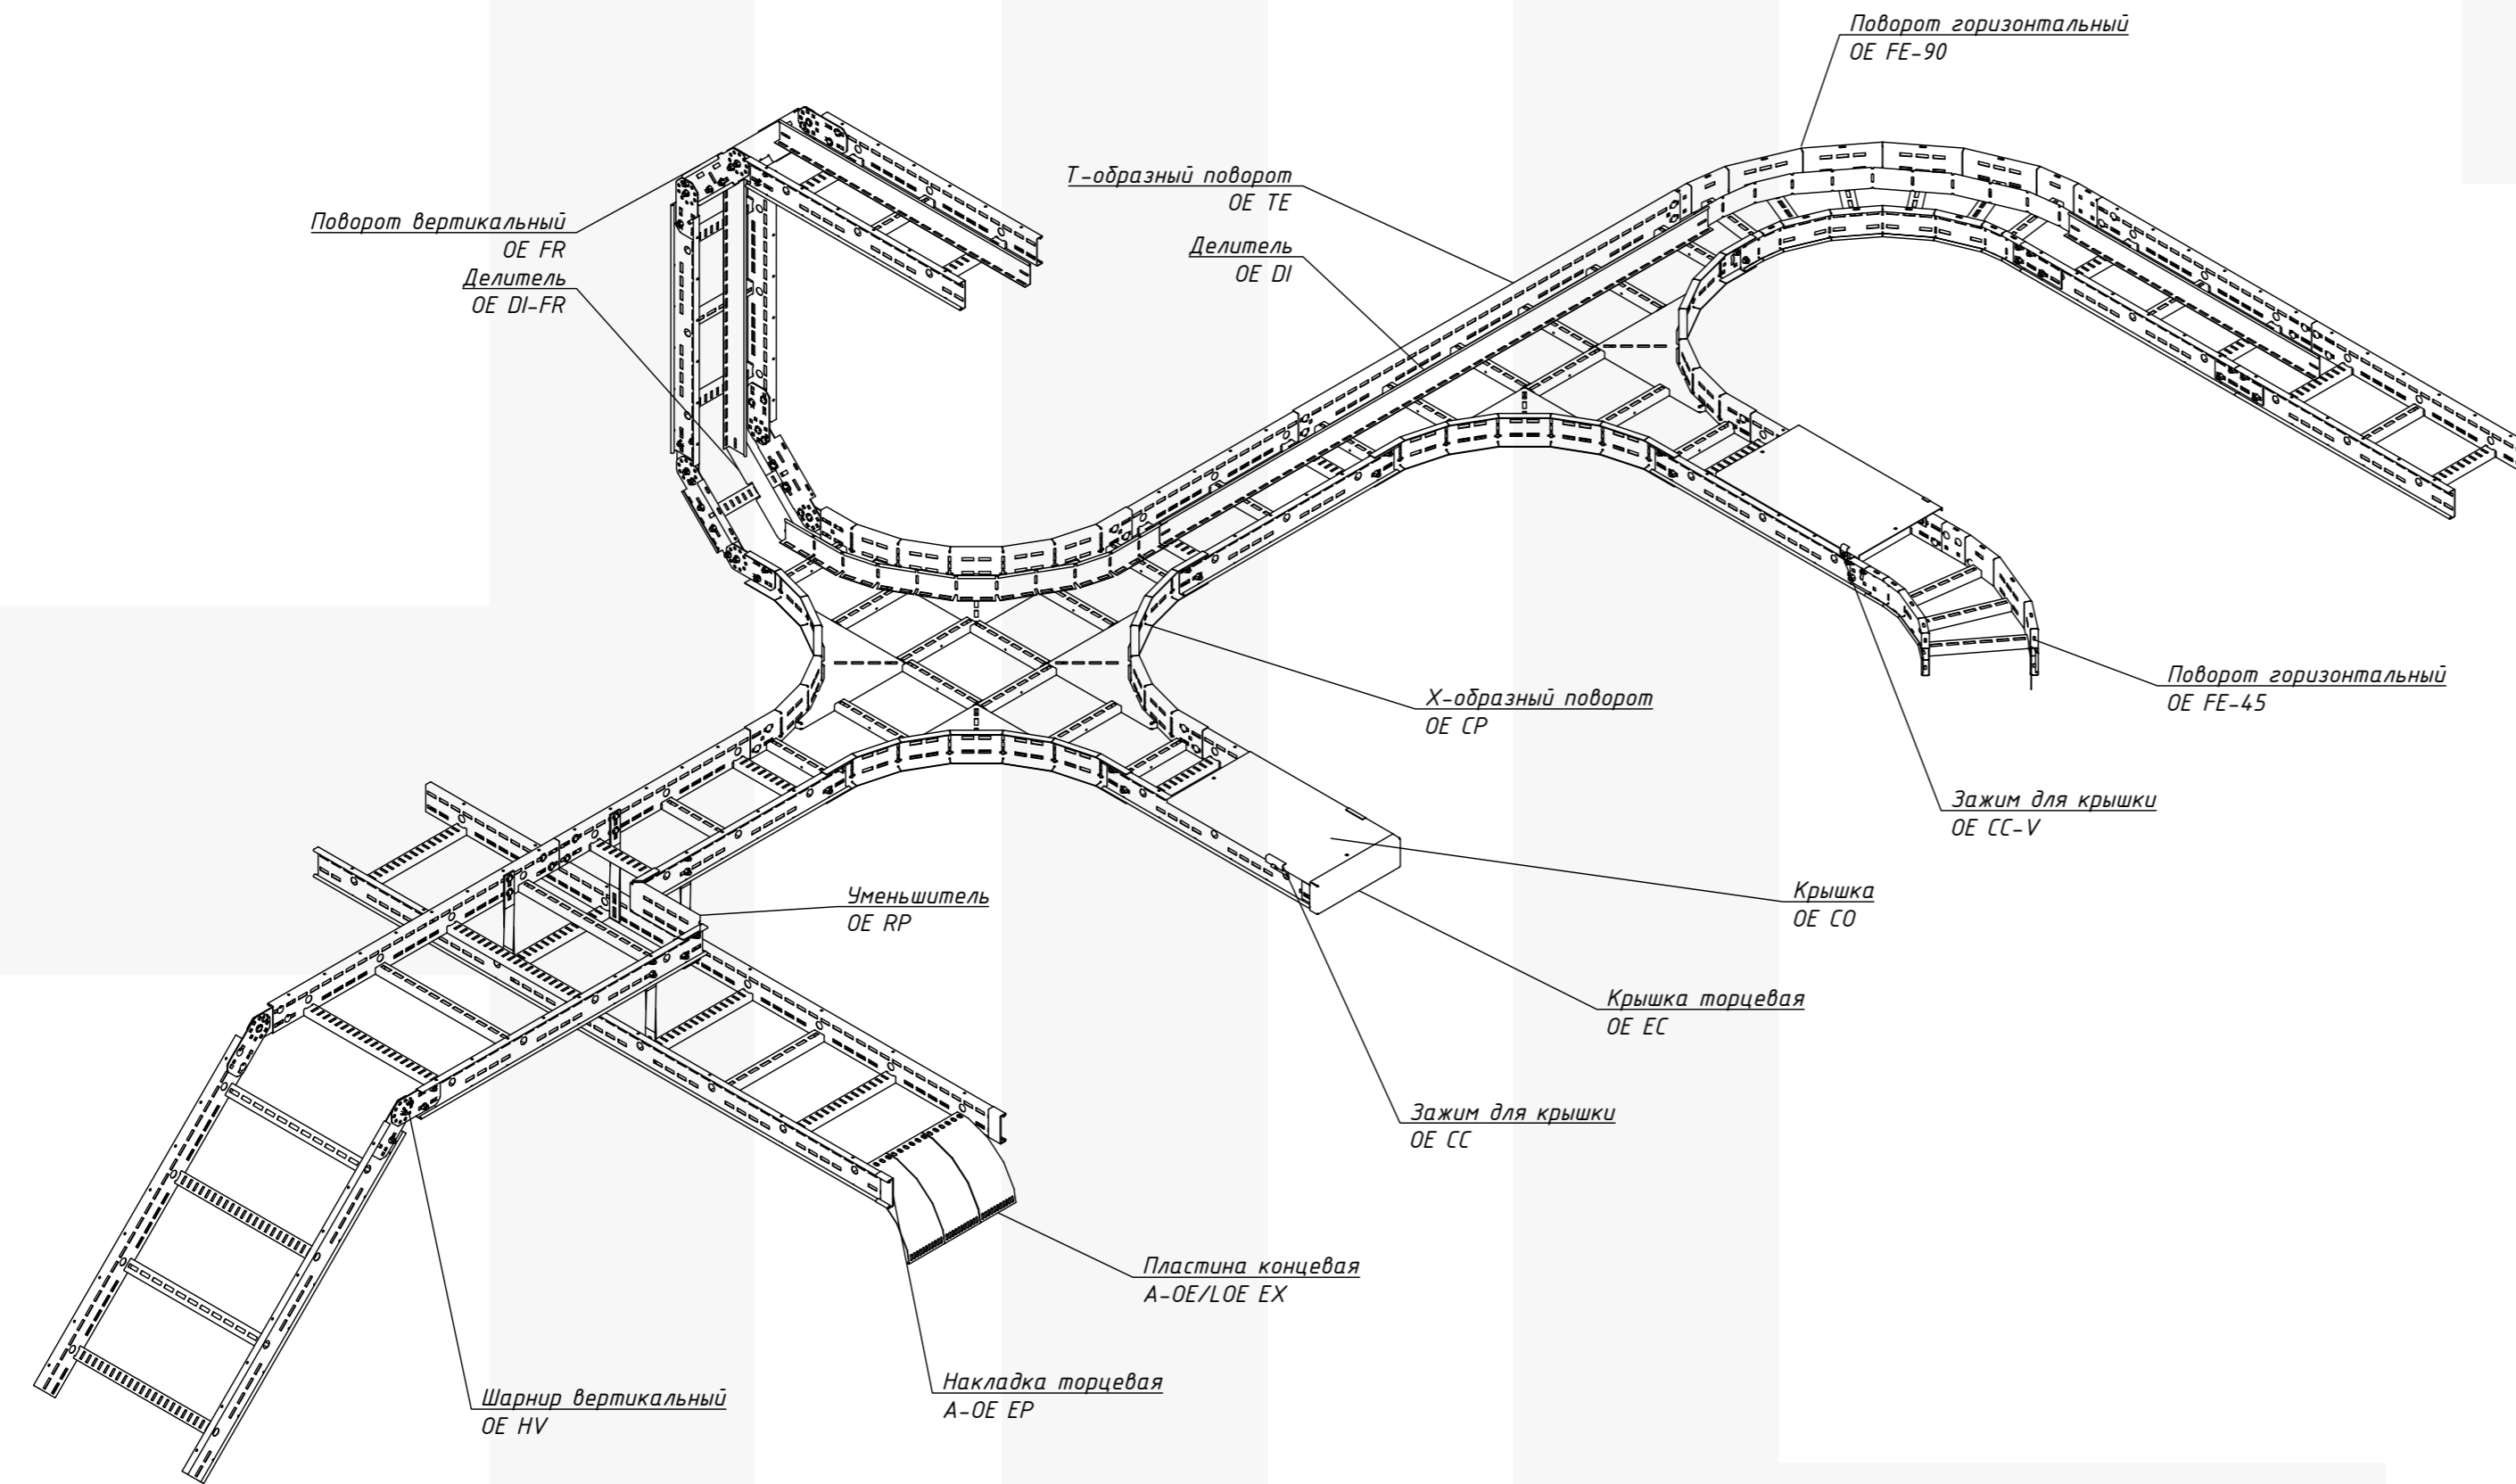 Поворот горизонтальный
OE FE-90
Т-образный поворот
OE TE
Делитель
OE DI
Поворот вертикальный
OE FR
Делитель
OE DI-FR
Поворот горизонтальный
OE FE-45
Х-образный поворот
OE CP
Зажим для крышки
OE CC-V
Уменьшитель
OE RP
Крышка
OE CO
Крышка торцевая
OE EC
Зажим для крышки
OE CC
Пластина концевая
A-OE/LOE EX
Накладка торцевая
A-OE EP
Шарнир вертикальный
OE HV